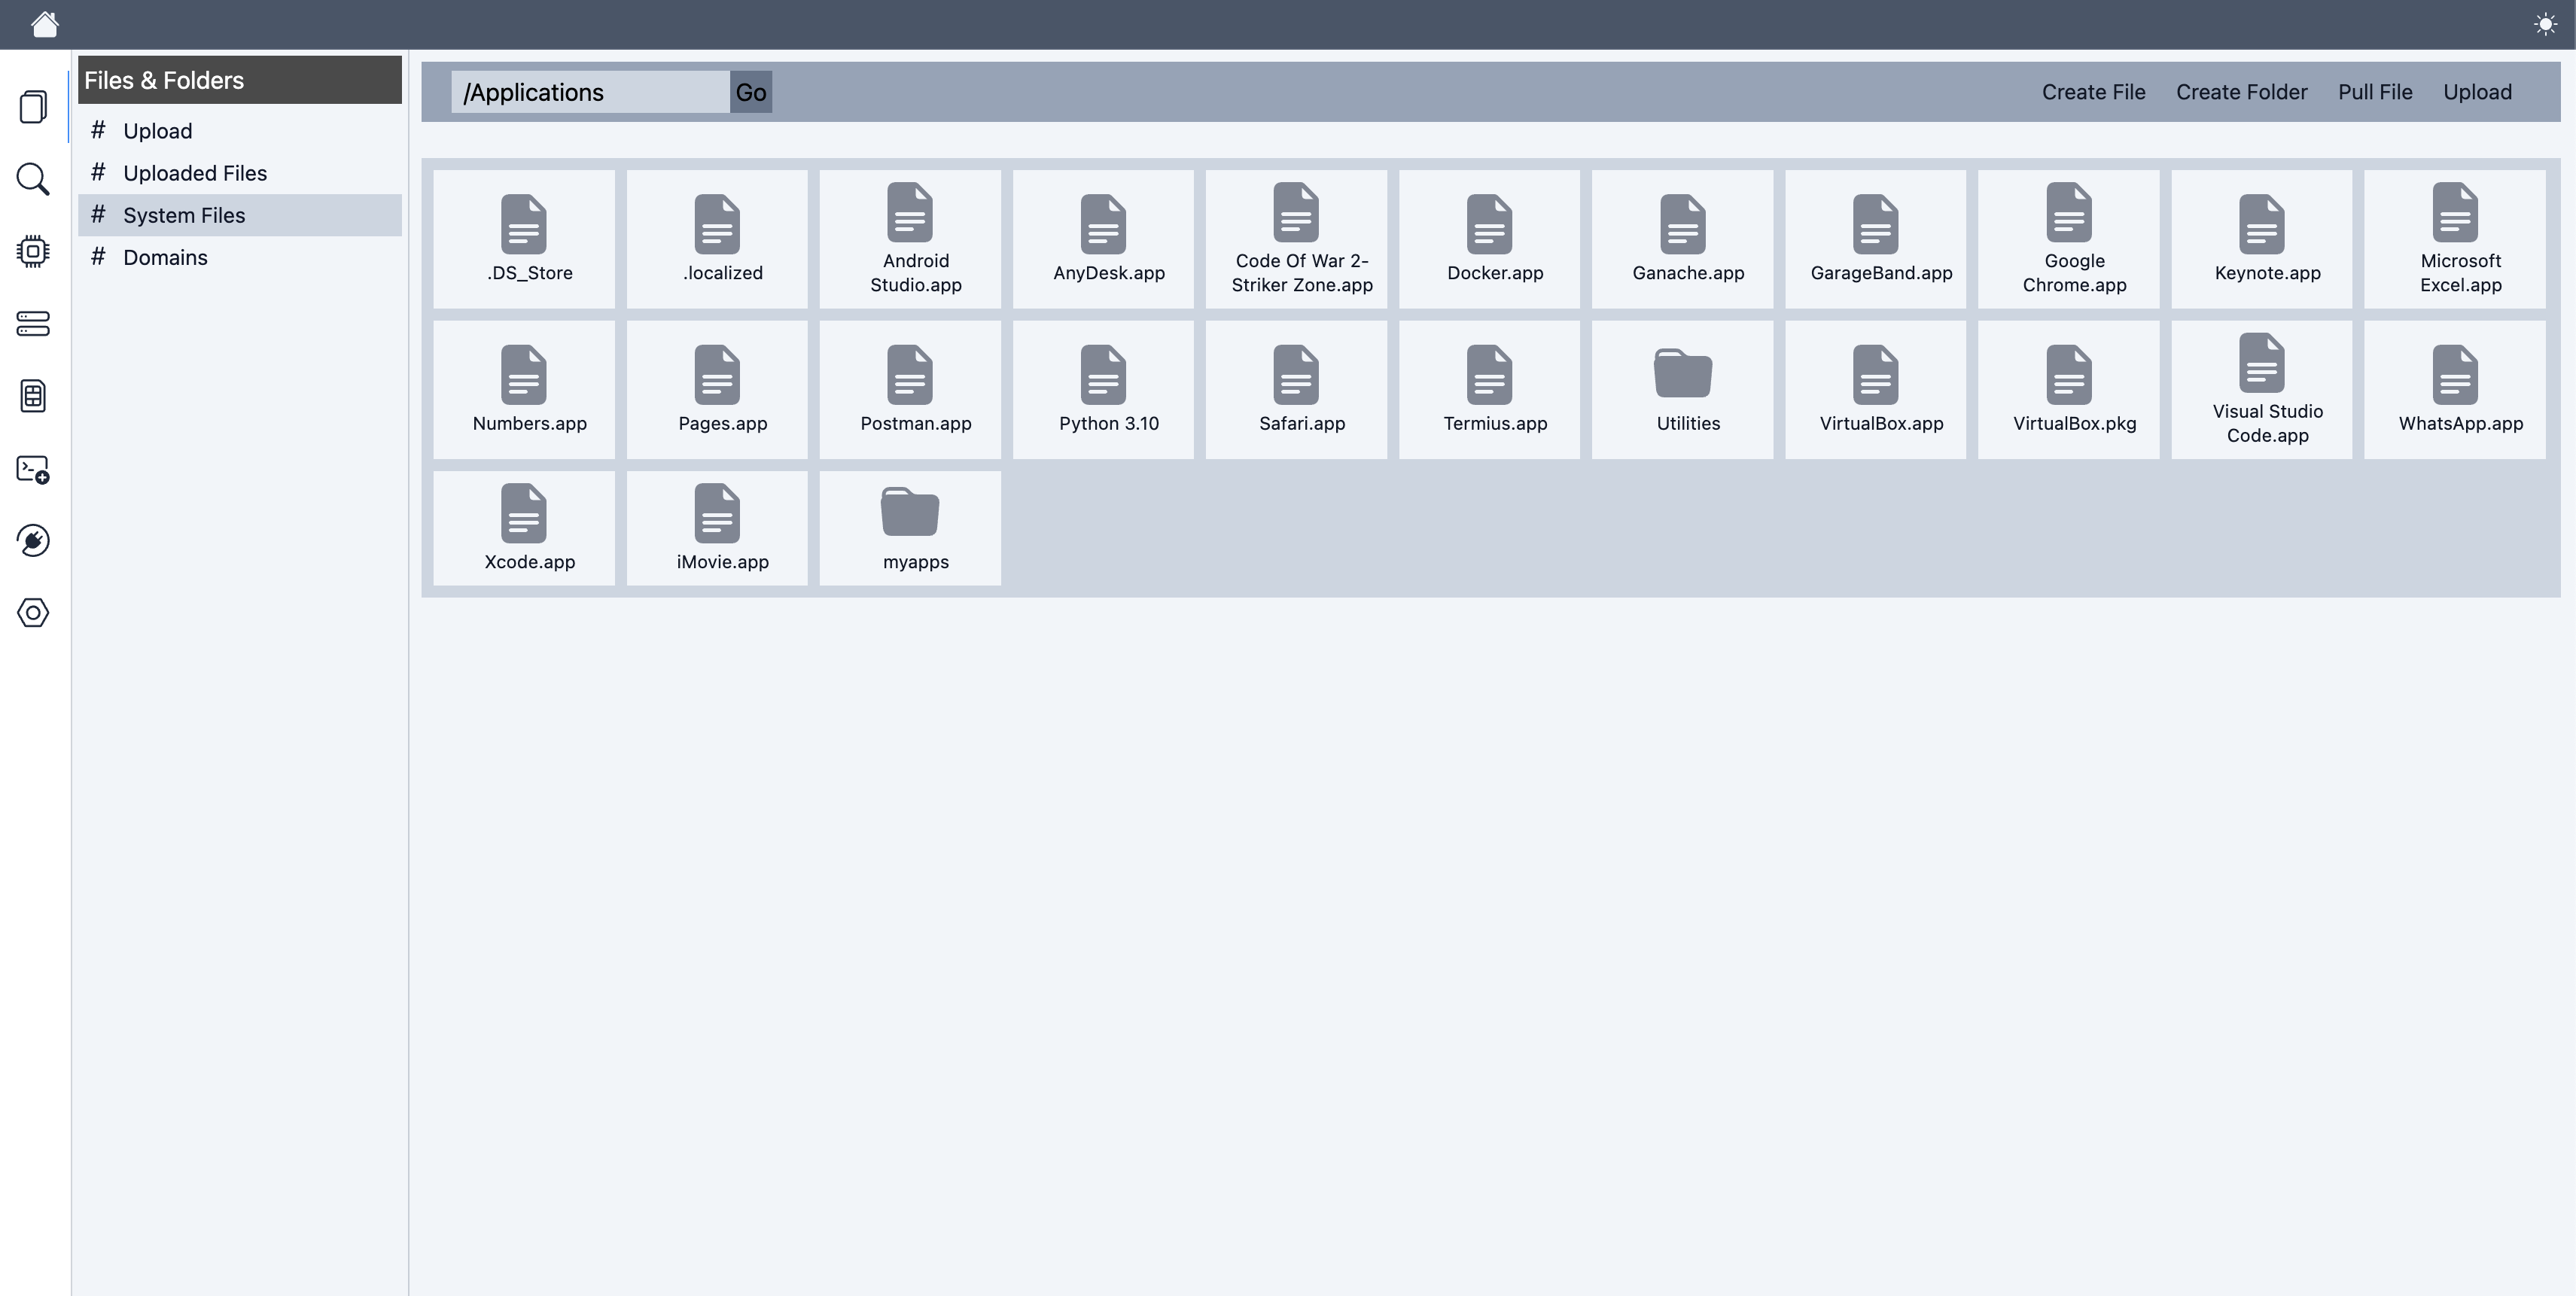 Files & Folders
# Upload
# Uploaded Files
# System Files
# Domains
/Applications Go Create File Create Folder Pull File Upload
.DS_Store
.localized
Android
Studio.app
AnyDesk.app
Code Of War 2-
Striker Zone.app
Docker.app
Ganache.app
GarageBand.app
Google
Chrome.app
Keynote.app
Microsoft
Excel.app
Numbers.app
Pages.app
Postman.app
Python 3.10
Safari.app
Termius.app
Utilities
VirtualBox.app
VirtualBox.pkg
Visual Studio
Code.app
WhatsApp.app
Xcode.app
iMovie.app
myapps